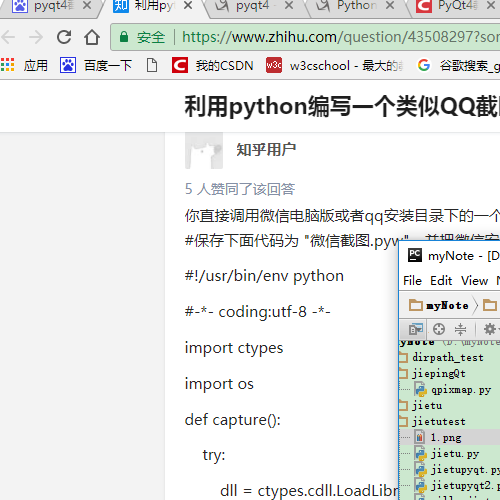 pyqt4
利用py
pyqt4 -
Python
PyQt4
安全
https://www.zhihu.com/question/43508297?sor
应用
百度一下
我的CSDN
w3cschool - 最大的
谷歌搜索_g
利用python编写一个类似QQ截
知乎用户
5 人赞同了该回答
你直接调用微信电脑版或者qq安装目录下的一个
#保存下面代码为 "微信截图.pyw"，并把微信安
#!/usr/bin/env python
#-*- coding:utf-8 -*-
import ctypes
import os
def capture():
try:
dll = ctypes.cdll.LoadLibr
myNote - [D
File Edit View N
myNote
myNote (D:\myNote
dirpath_test
jiepingQt
qpixmap.py
jietu
jietutest
1.png
jietu.py
jietupyqt.py
jietupyqt2.p